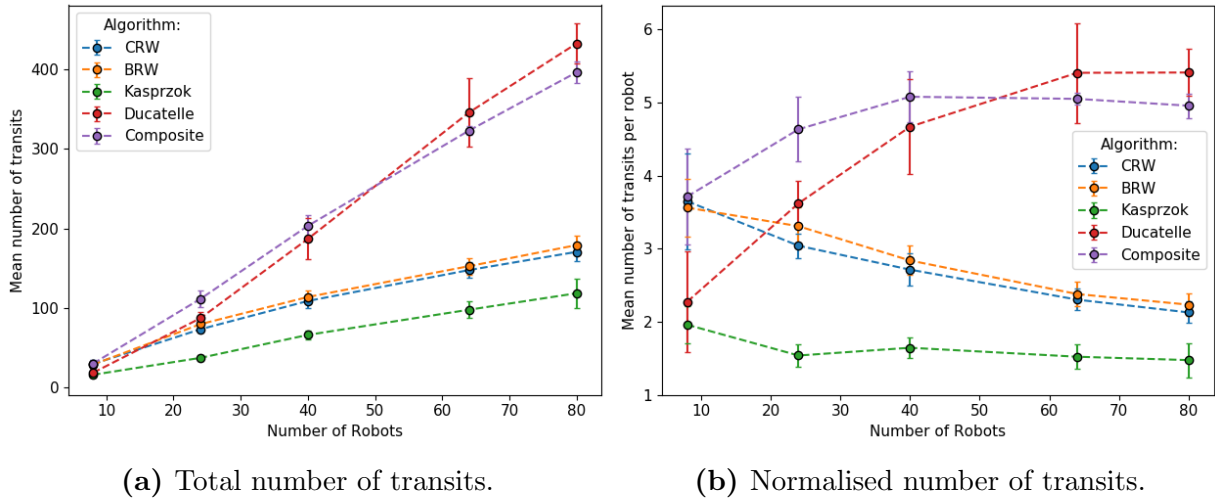 Algorithm:
CRW
BRW
Kasprzok
Ducatelle
Composite
Mean number of transits
400
300
200
100
0
10 20 30 40 50 60 70 80
Number of Robots
(a) Total number of transits.
Mean number of transits per robot
6
5
4
3
2
1
Algorithm:
CRW
BRW
Kasprzok
Ducatelle
Composite
10 20 30 40 50 60 70 80
Number of Robots
(b) Normalised number of transits.